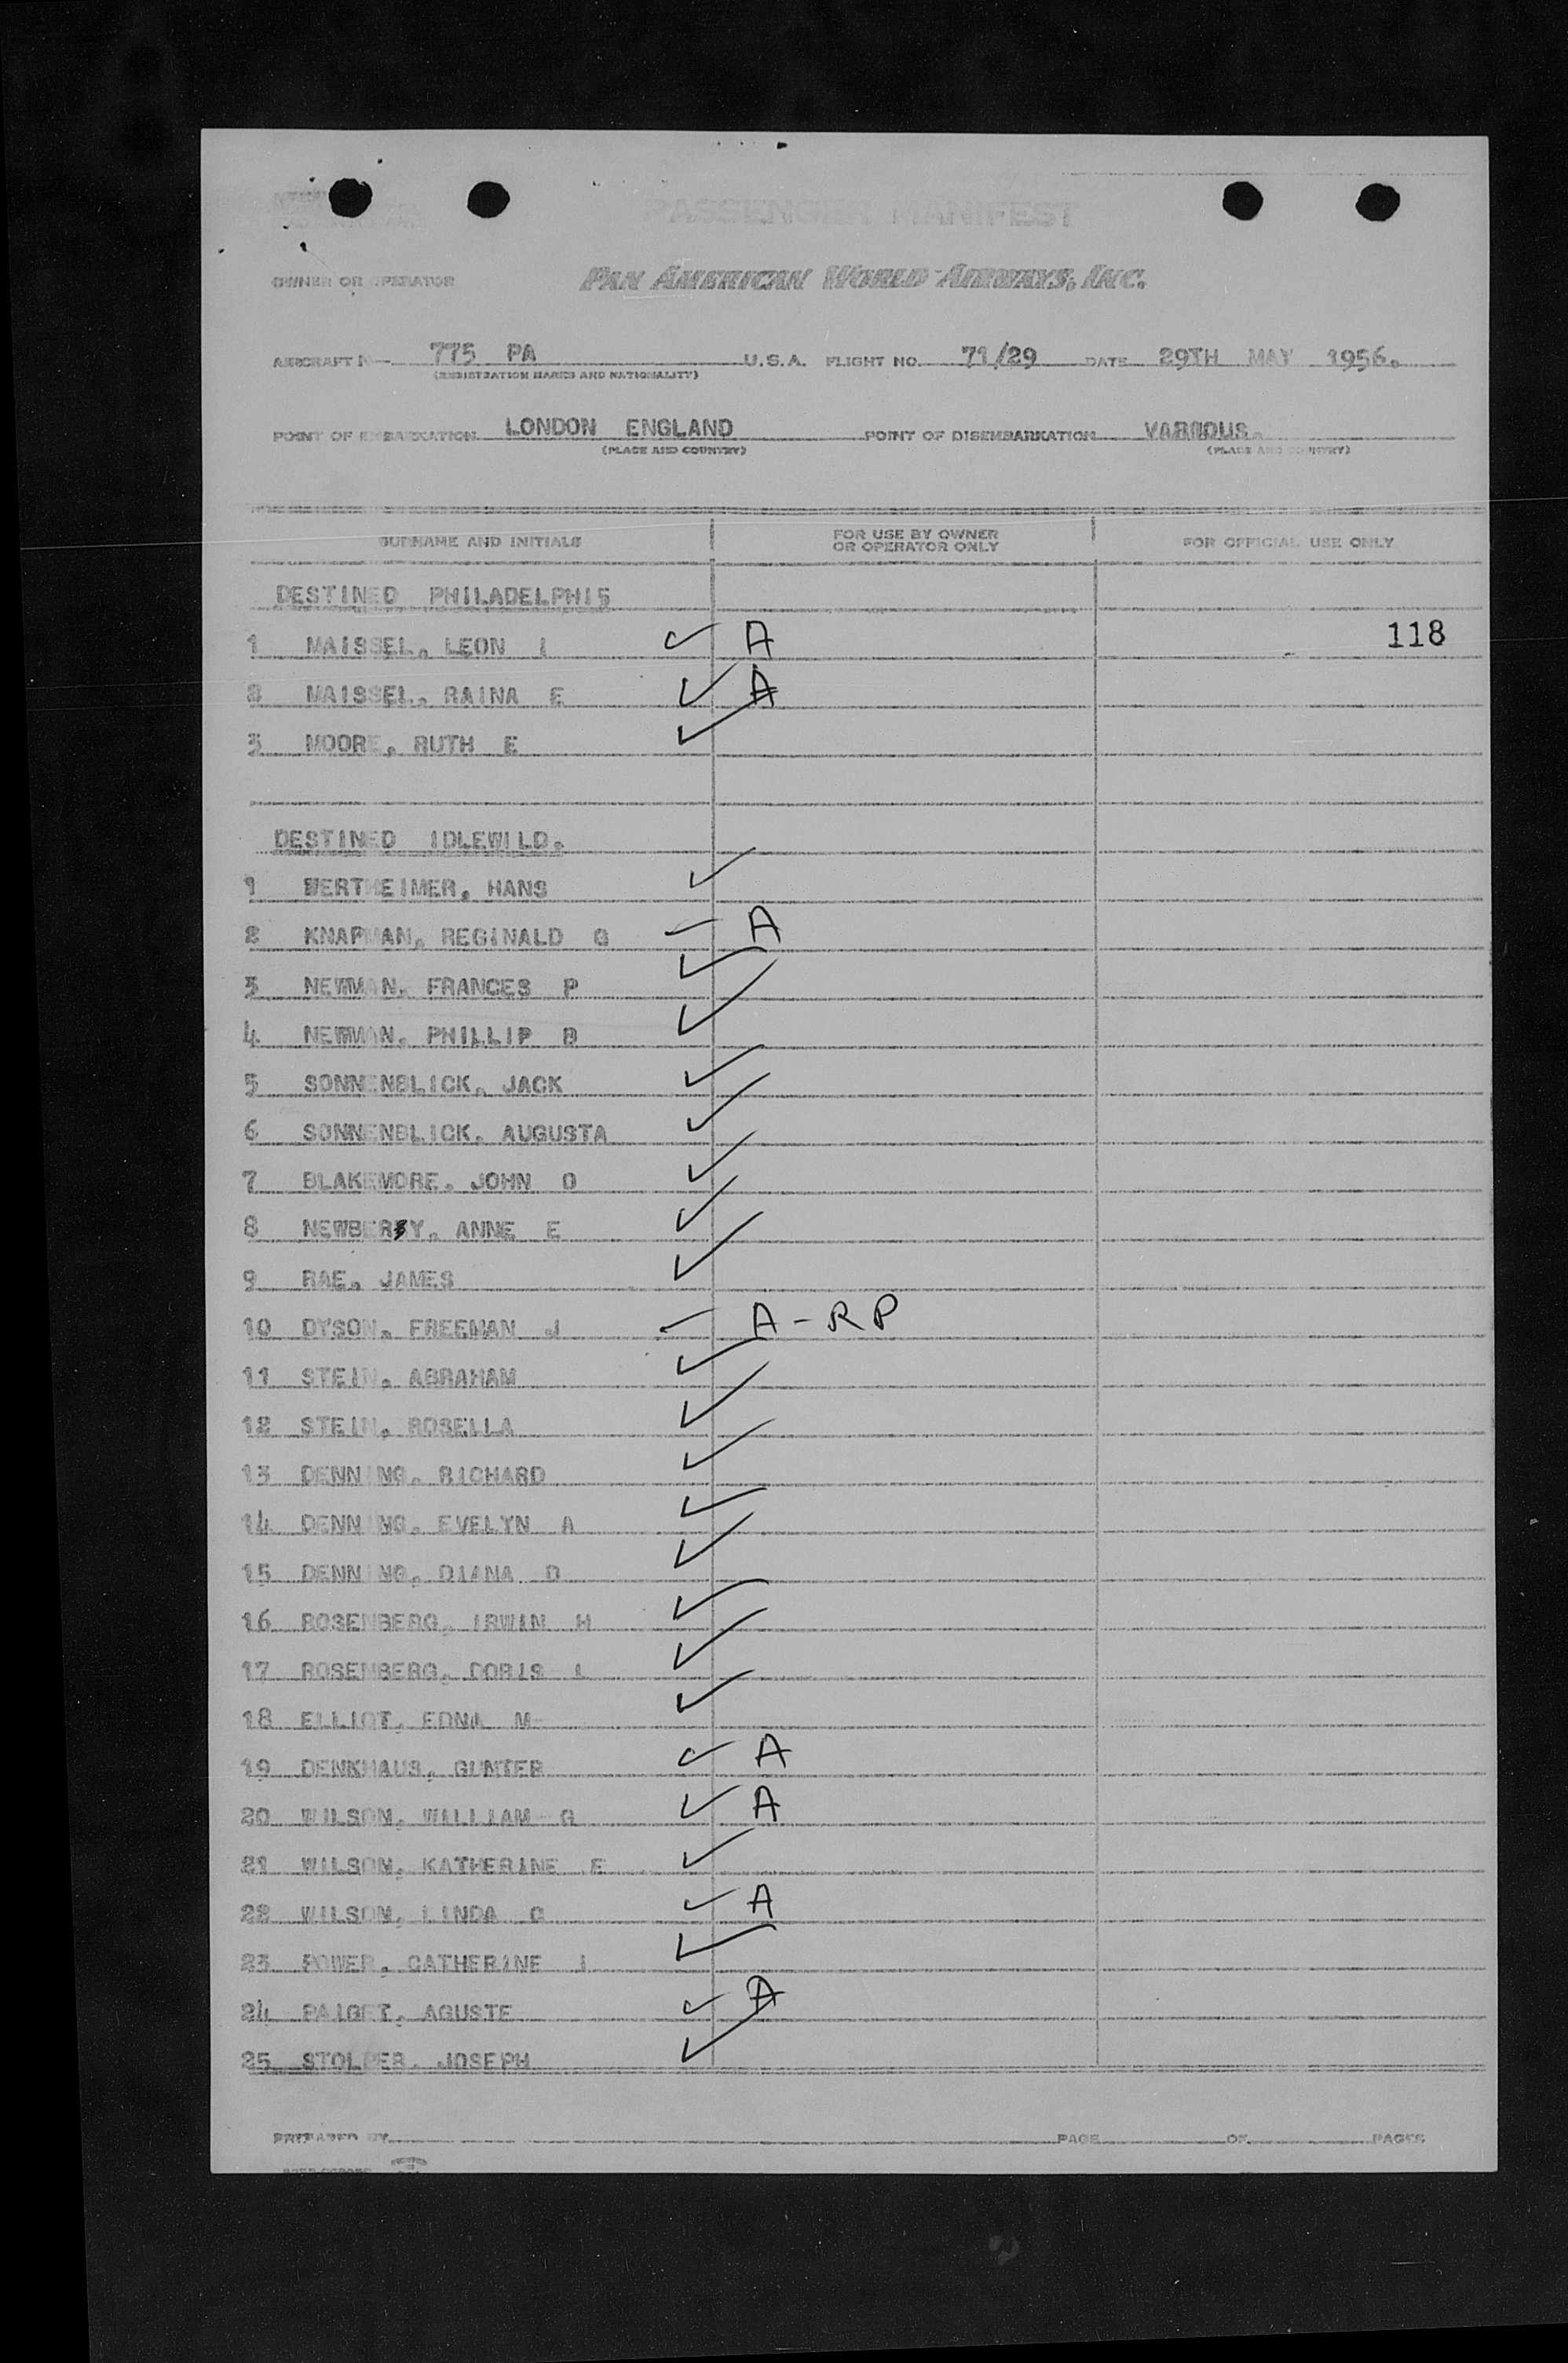 PASSENGER MANIFEST
OWNER OR OPERATOR PAN AMERICAN WORLD AIRWAYS, INC.
AIRCRAFT N- 775 PA U.S.A. FLIGHT NO. 71/29 DATE 29TH MAY 1956.
(REGISTRATION MARKS AND NATIONALITY)
POINT OF EMBARKATION LONDON ENGLAND POINT OF DISEMBARKATION VARIOUS.
(PLACE AND COUNTRY) (PLACE AND COUNTRY)
SURNAME AND INITIALS FOR USE BY OWNER OR OPERATOR ONLY FOR OFFICIAL USE ONLY
DESTINED PHILADELPHIS
1 MAISSEL, LEON I ✓ A 118
2 MAISSEL, RAINA E ✓ A
3 MOORE, RUTH E ✓
DESTINED IDLEWILD.
1 WERTHEIMER, HANS ✓
2 KNAPMAN, REGINALD G ✓ A
3 NEWMAN, FRANCES P ✓
4 NEWMAN, PHILLIP B ✓
5 SONNENBLICK, JACK ✓
6 SONNENBLICK, AUGUSTA ✓
7 BLAKEMORE, JOHN O ✓
8 NEWBERRY, ANNE E ✓
9 RAE, JAMES ✓
10 DYSON, FREEMAN J ✓ A - R P
11 STEIN, ABRAHAM ✓
12 STEIN, ROSELLA ✓
13 DENNING, RICHARD ✓
14 DENNING, EVELYN A ✓
15 DENNING, DIANA D ✓
16 ROSENBERG, IRWIN H ✓
17 ROSENBERG, DORIS L ✓
18 ELLIOT, EDNA M ✓
19 DENKHAUS, GUNTER ✓ A
20 WILSON, WILLIAM G ✓ A
21 WILSON, KATHERINE E ✓
22 WILSON, LINDA C ✓ A
23 POWER, CATHERINE I ✓
24 PAIGET, AGUSTE ✓ A
25 STOLPER, JOSEPH ✓
PREPARED BY PAGE OF PAGES